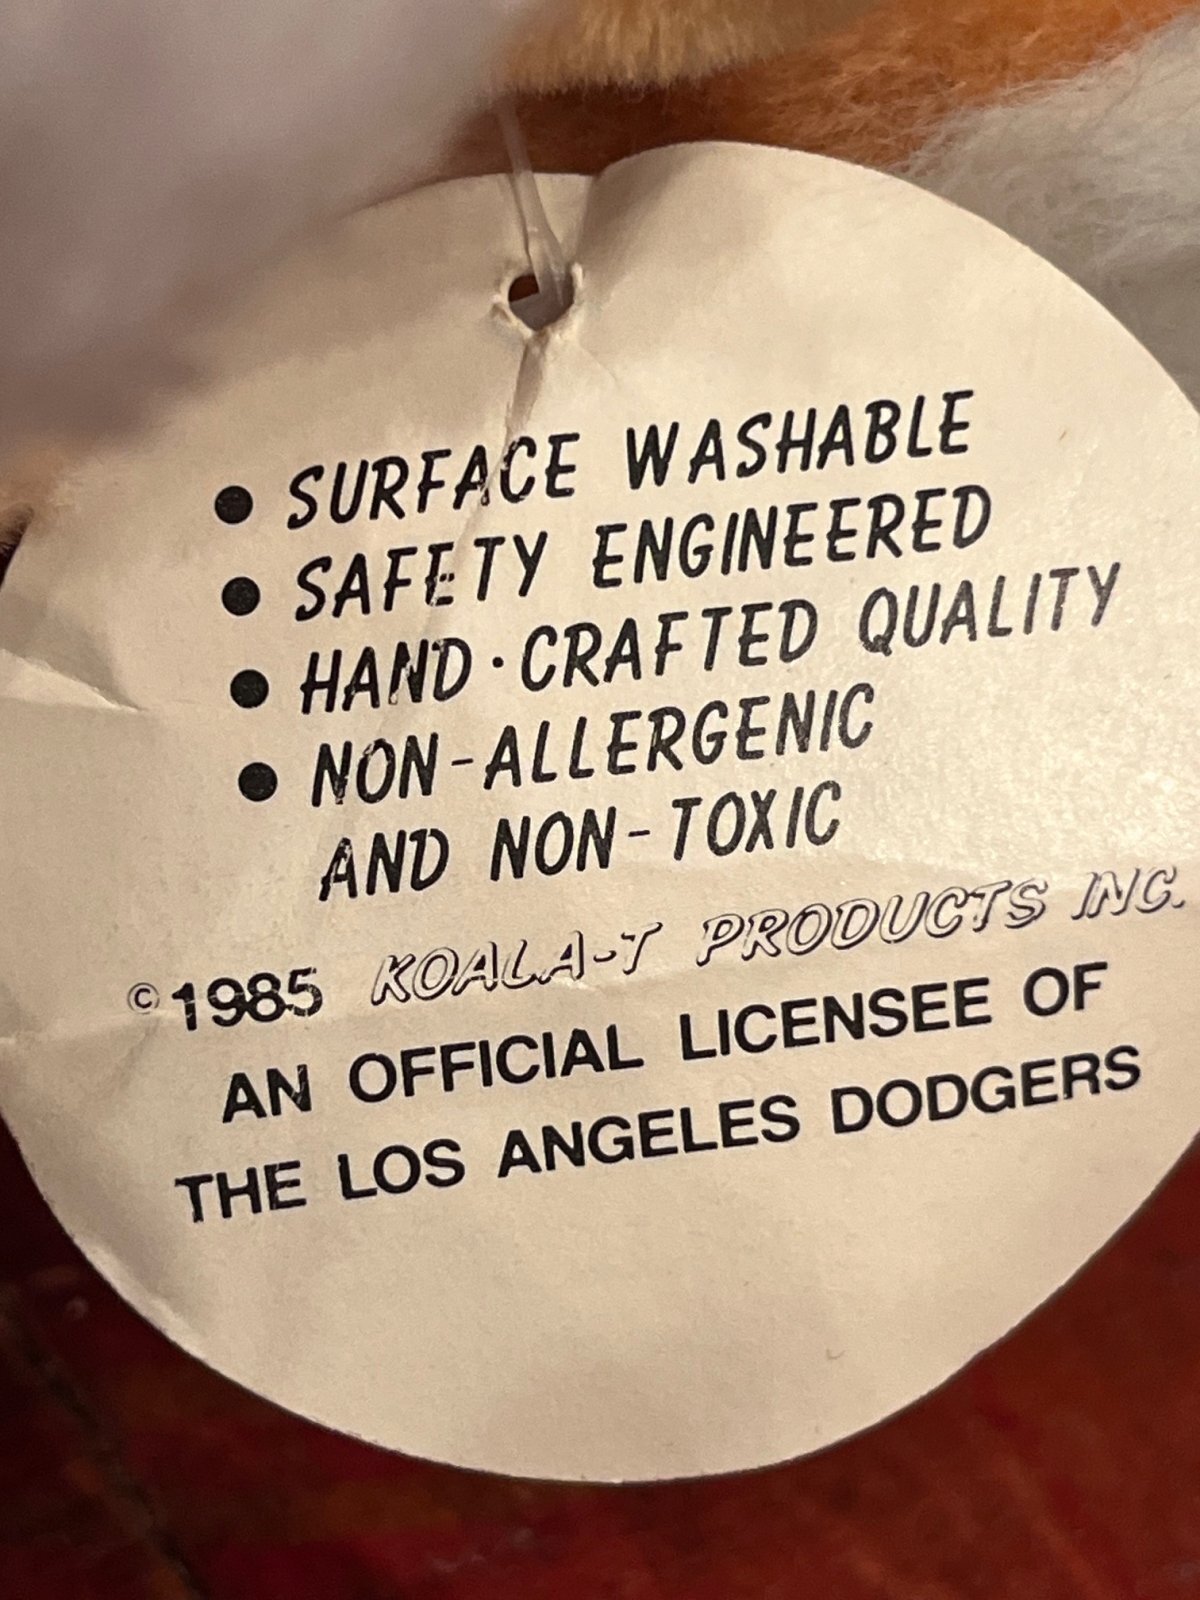 ● SURFACE WASHABLE
● SAFETY ENGINEERED
● HAND·CRAFTED QUALITY
● NON-ALLERGENIC
AND NON-TOXIC
©1985 KOALA-T PRODUCTS INC.
AN OFFICIAL LICENSEE OF
THE LOS ANGELES DODGERS